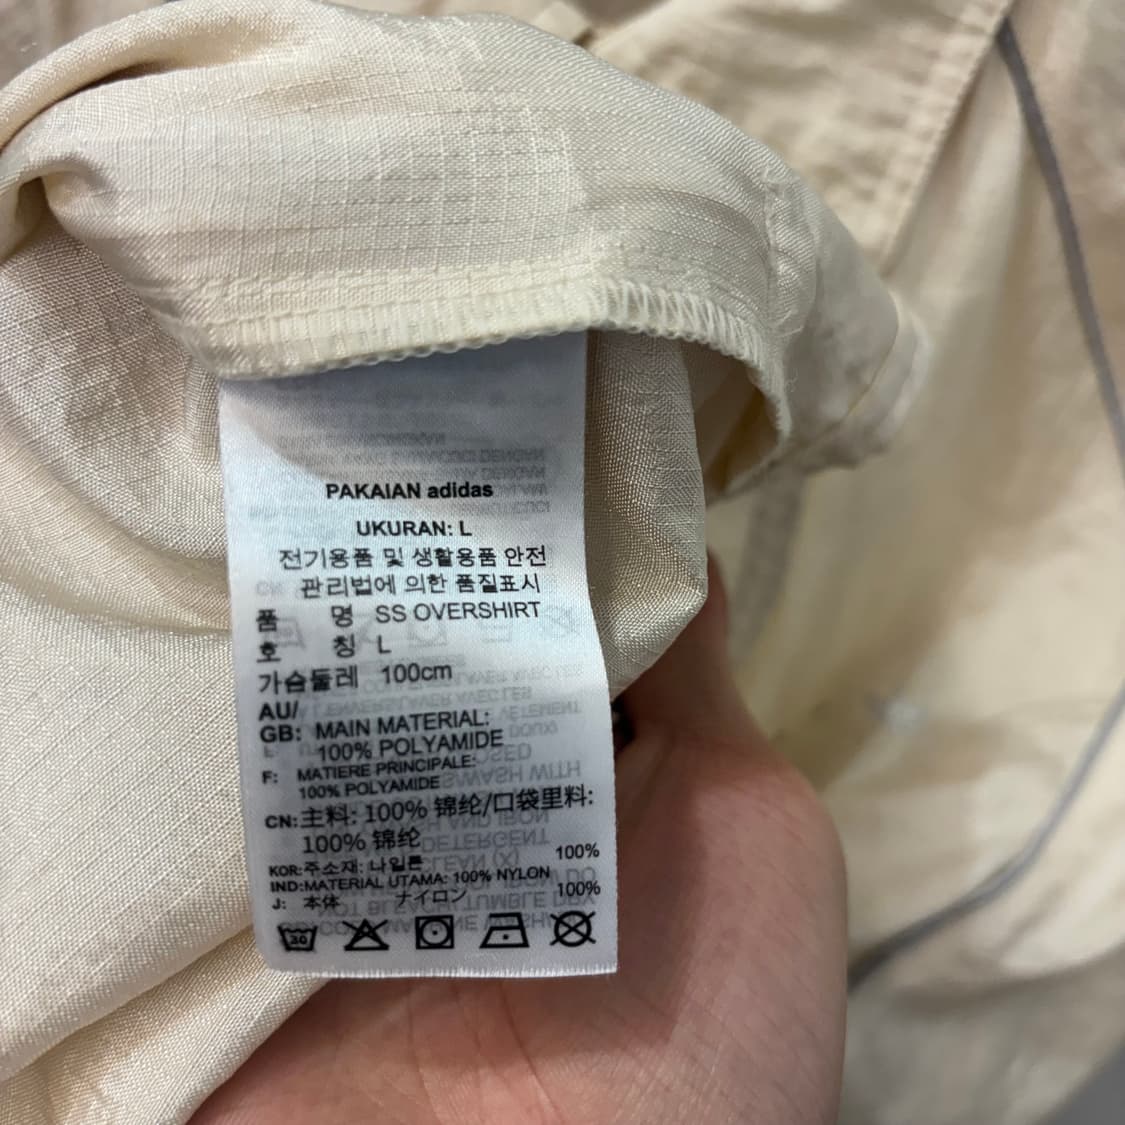 PAKAIAN adidas
UKURAN: L
전기용품 및 생활용품 안전
관리법에 의한 품질표시
품 명 SS OVERSHIRT
호 칭 L
가슴둘레 100cm
AU/
GB: MAIN MATERIAL:
100% POLYAMIDE
F: MATIERE PRINCIPALE:
100% POLYAMIDE
CN: 主料: 100% 锦纶/口袋里料:
100% 锦纶
KOR: 주소재: 나일론 100%
IND: MATERIAL UTAMA: 100% NYLON
J: 本体 ナイロン 100%
30